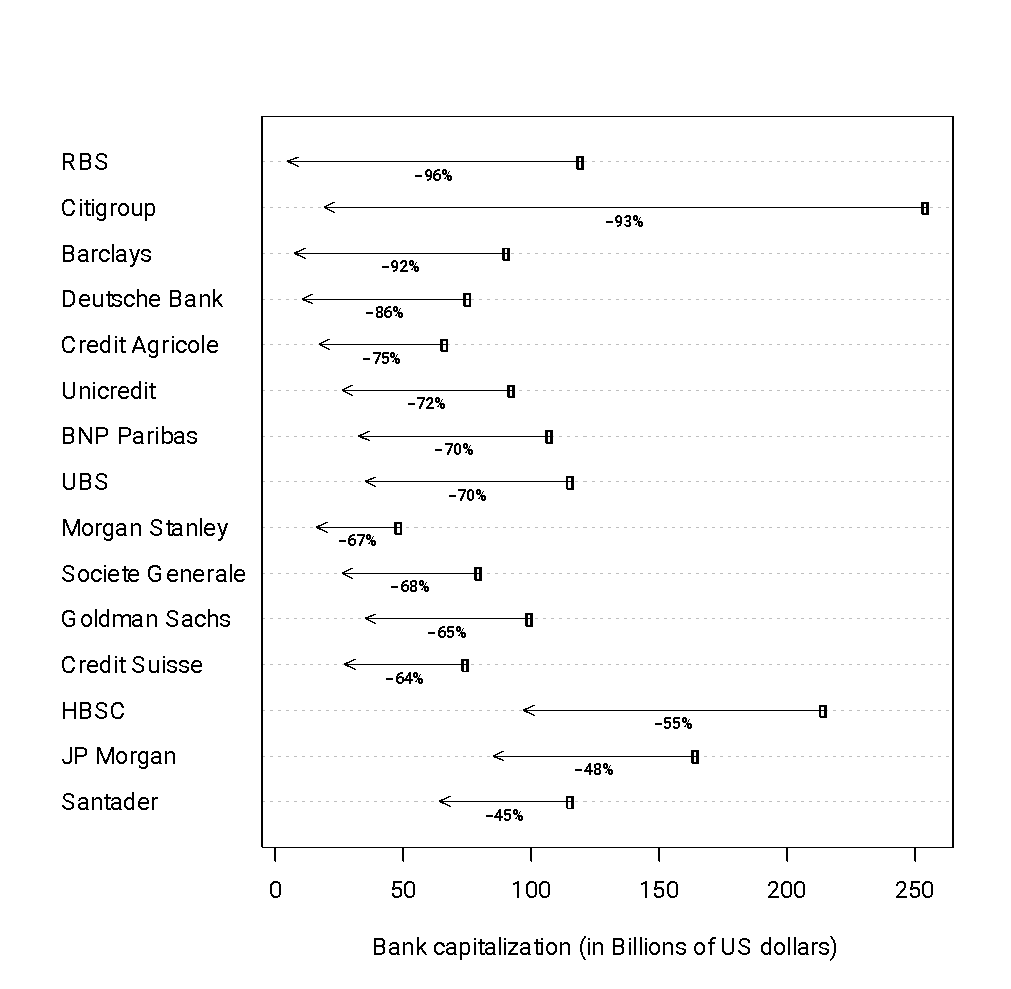 RBS
-96%
Citigroup
-93%
Barclays
-92%
Deutsche Bank
-86%
Credit Agricole
-75%
Unicredit
-72%
BNP Paribas
-70%
UBS
-70%
Morgan Stanley
-67%
Societe Generale
-68%
Goldman Sachs
-65%
Credit Suisse
-64%
HBSC
-55%
JP Morgan
-48%
Santader
-45%
0 50 100 150 200 250
Bank capitalization (in Billions of US dollars)